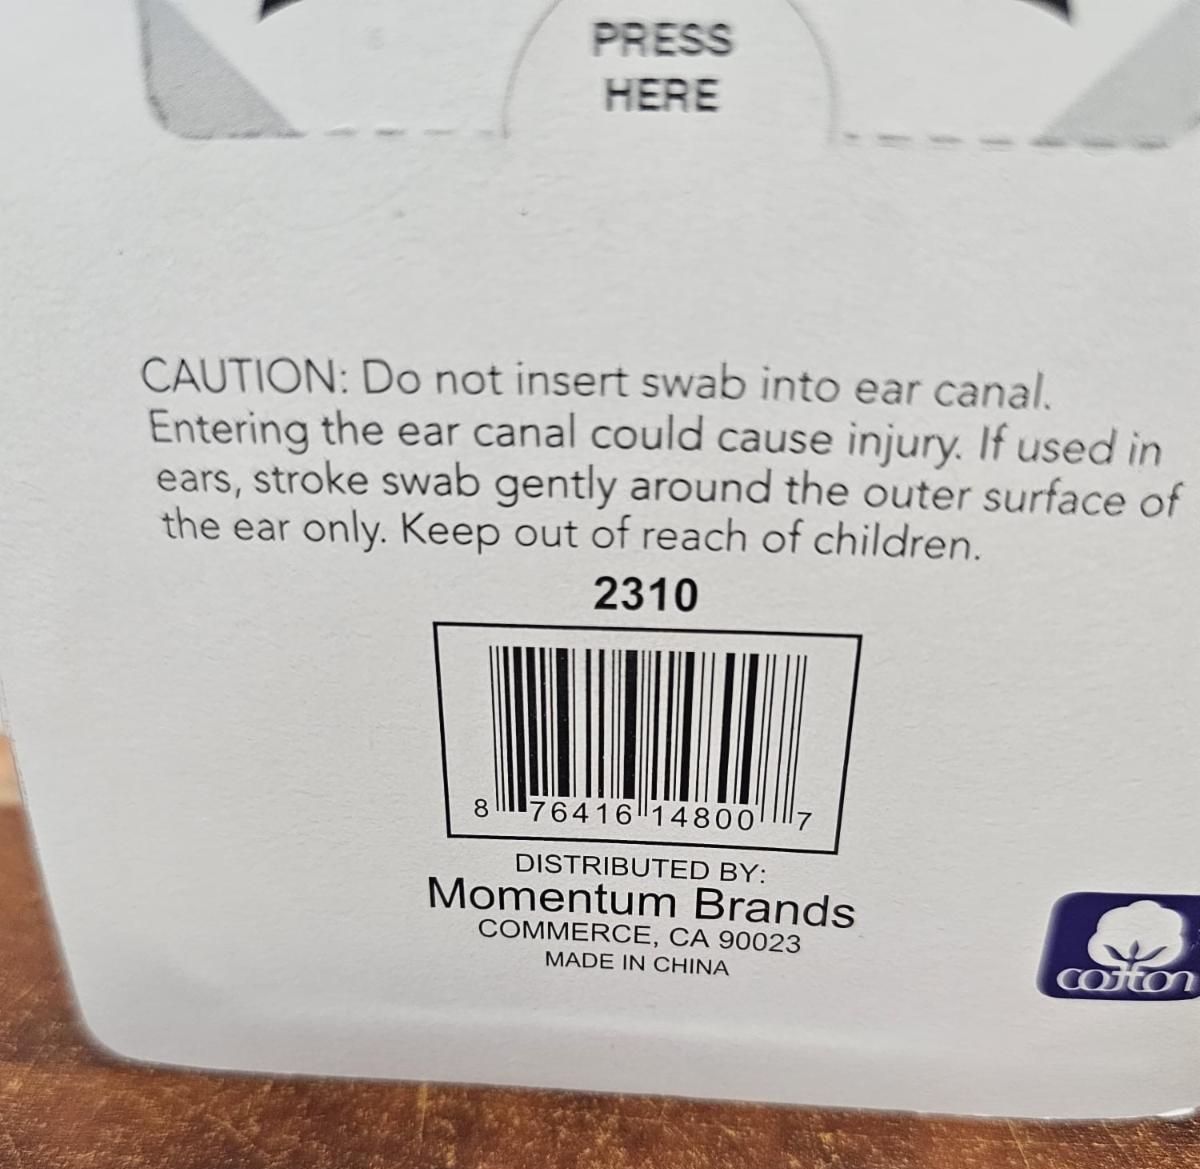 PRESS
HERE
CAUTION: Do not insert swab into ear canal.
Entering the ear canal could cause injury. If used in
ears, stroke swab gently around the outer surface of
the ear only. Keep out of reach of children.
2310
8 76416 14800 7
DISTRIBUTED BY:
Momentum Brands
COMMERCE, CA 90023
MADE IN CHINA
cotton